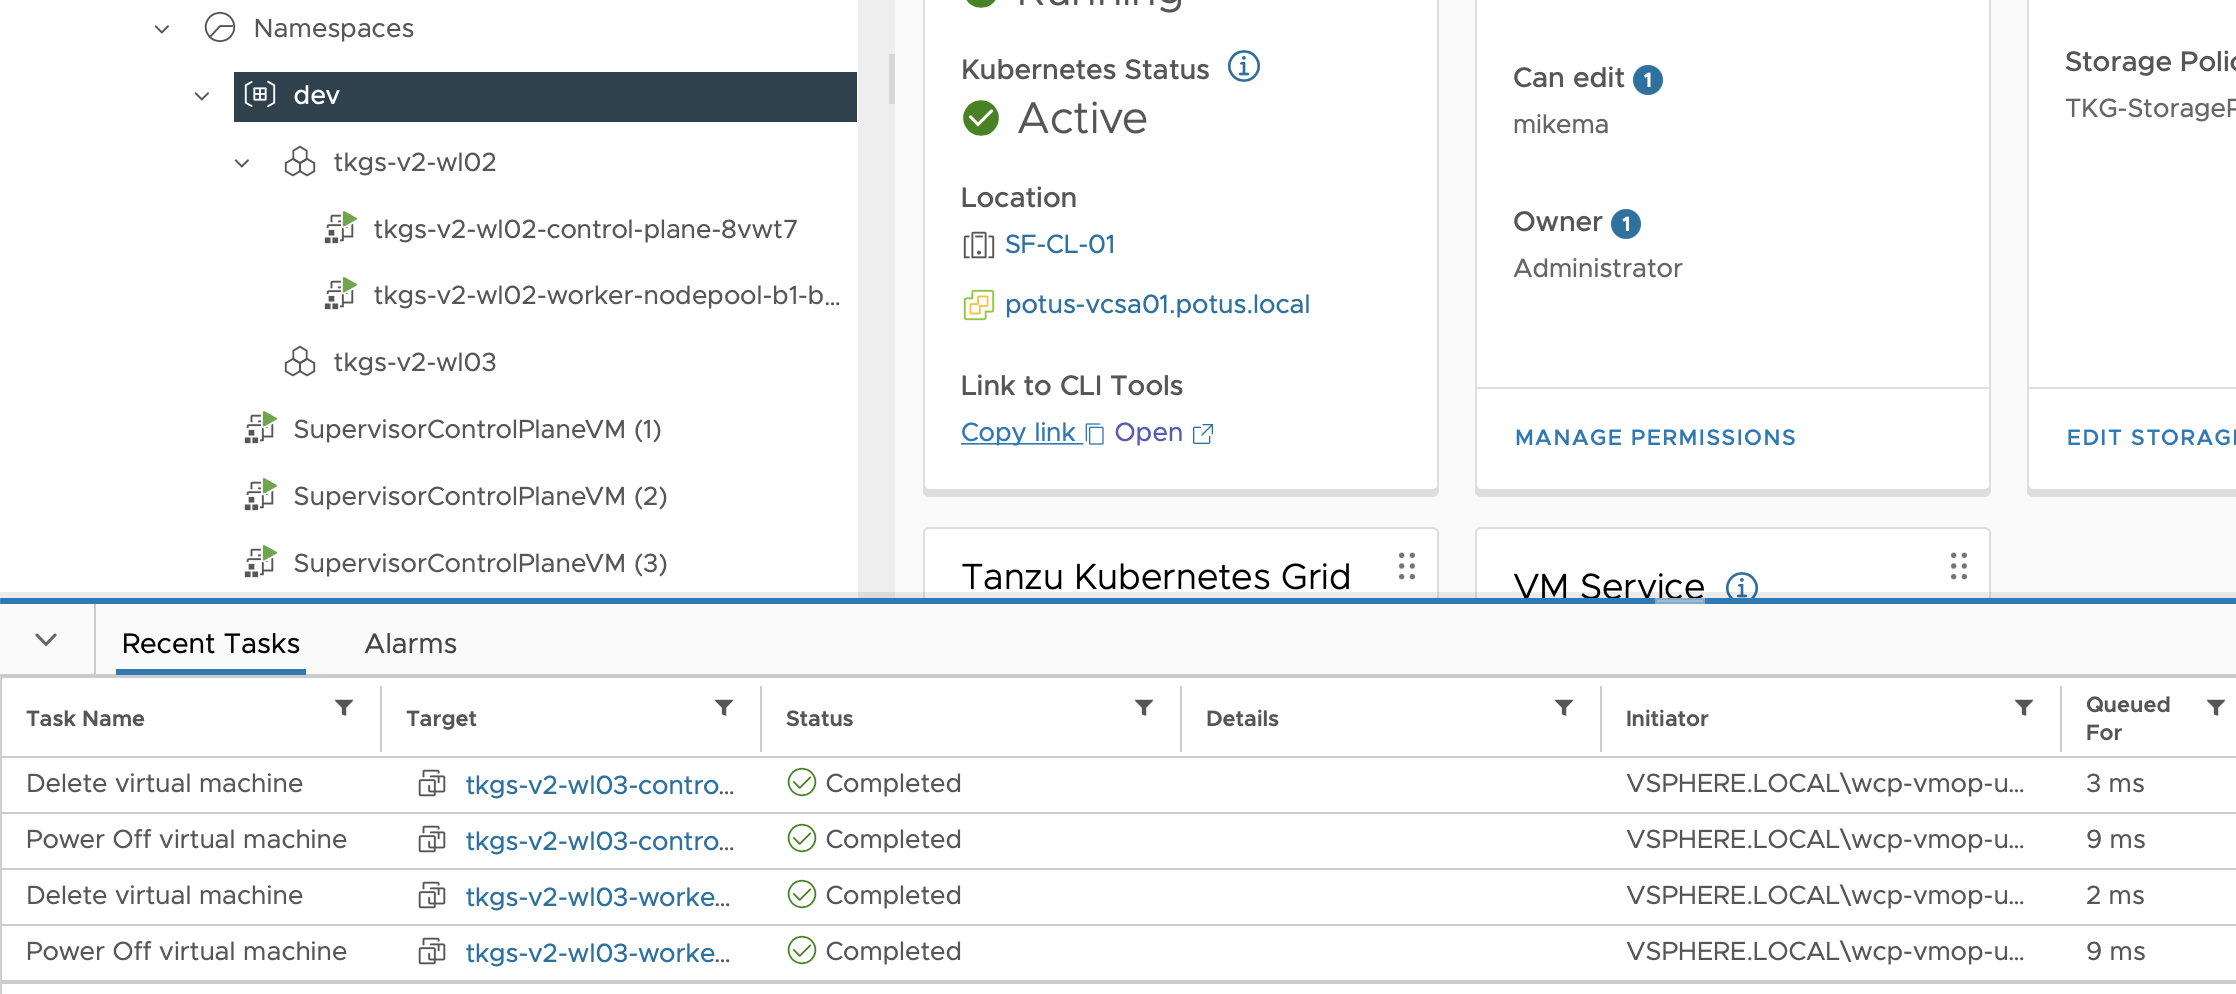 Namespaces
dev
tkgs-v2-wl02
tkgs-v2-wl02-control-plane-8vwt7
tkgs-v2-wl02-worker-nodepool-b1-b...
tkgs-v2-wl03
SupervisorControlPlaneVM (1)
SupervisorControlPlaneVM (2)
SupervisorControlPlaneVM (3)
Running
Kubernetes Status
Active
Location
SF-CL-01
potus-vcsa01.potus.local
Link to CLI Tools
Copy link Open
Can edit 1
mikema
Owner 1
Administrator
MANAGE PERMISSIONS
Storage Polic
TKG-StorageP
EDIT STORAG
Tanzu Kubernetes Grid
VM Service
Recent Tasks Alarms
Task Name Target Status Details Initiator Queued For
Delete virtual machine tkgs-v2-wl03-contro... Completed VSPHERE.LOCAL\wcp-vmop-u... 3 ms
Power Off virtual machine tkgs-v2-wl03-contro... Completed VSPHERE.LOCAL\wcp-vmop-u... 9 ms
Delete virtual machine tkgs-v2-wl03-worke... Completed VSPHERE.LOCAL\wcp-vmop-u... 2 ms
Power Off virtual machine tkgs-v2-wl03-worke... Completed VSPHERE.LOCAL\wcp-vmop-u... 9 ms